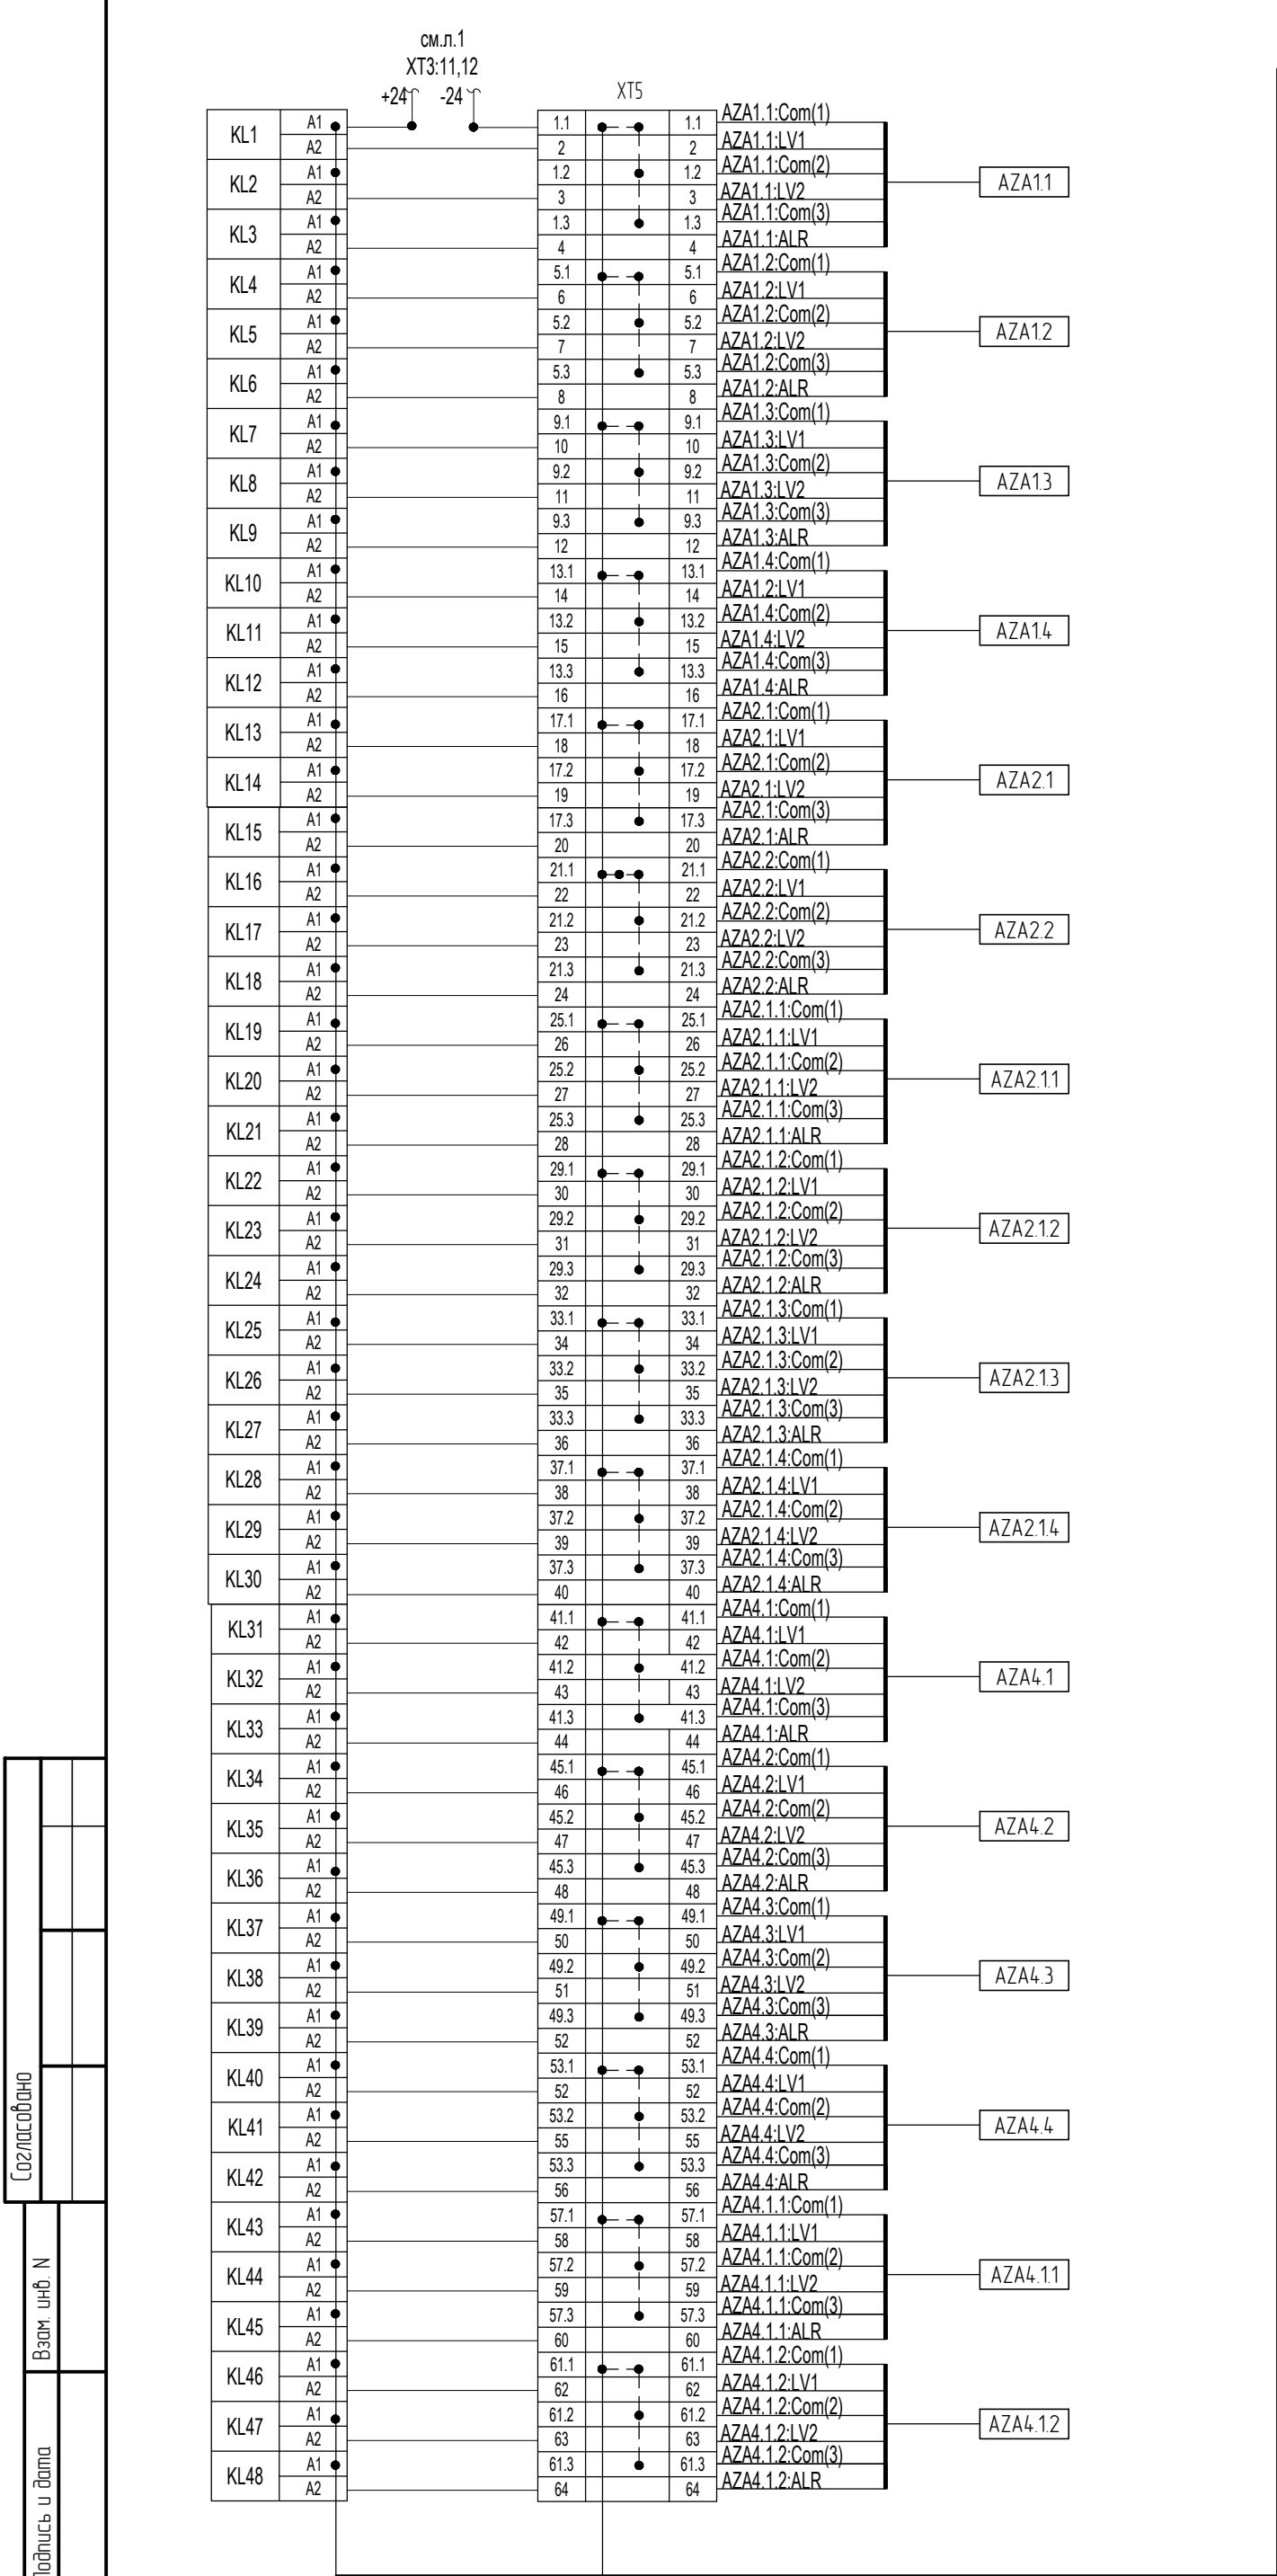 см.л.1
XT3:11,12
+24 -24 XT5
KL1 A1 1.1 1.1 AZA1.1:Com(1)
A2 2 2 AZA1.1:LV1
KL2 A1 1.2 1.2 AZA1.1:Com(2) AZA1.1
A2 3 3 AZA1.1:LV2
KL3 A1 1.3 1.3 AZA1.1:Com(3)
A2 4 4 AZA1.1:ALR
KL4 A1 5.1 5.1 AZA1.2:Com(1)
A2 6 6 AZA1.2:LV1
KL5 A1 5.2 5.2 AZA1.2:Com(2) AZA1.2
A2 7 7 AZA1.2:LV2
KL6 A1 5.3 5.3 AZA1.2:Com(3)
A2 8 8 AZA1.2:ALR
KL7 A1 9.1 9.1 AZA1.3:Com(1)
A2 10 10 AZA1.3:LV1
KL8 A1 9.2 9.2 AZA1.3:Com(2) AZA1.3
A2 11 11 AZA1.3:LV2
KL9 A1 9.3 9.3 AZA1.3:Com(3)
A2 12 12 AZA1.3:ALR
KL10 A1 13.1 13.1 AZA1.4:Com(1)
A2 14 14 AZA1.2:LV1
KL11 A1 13.2 13.2 AZA1.4:Com(2) AZA1.4
A2 15 15 AZA1.4:LV2
KL12 A1 13.3 13.3 AZA1.4:Com(3)
A2 16 16 AZA1.4:ALR
KL13 A1 17.1 17.1 AZA2.1:Com(1)
A2 18 18 AZA2.1:LV1
KL14 A1 17.2 17.2 AZA2.1:Com(2) AZA2.1
A2 19 19 AZA2.1:LV2
KL15 A1 17.3 17.3 AZA2.1:Com(3)
A2 20 20 AZA2.1:ALR
KL16 A1 21.1 21.1 AZA2.2:Com(1)
A2 22 22 AZA2.2:LV1
KL17 A1 21.2 21.2 AZA2.2:Com(2) AZA2.2
A2 23 23 AZA2.2:LV2
KL18 A1 21.3 21.3 AZA2.2:Com(3)
A2 24 24 AZA2.2:ALR
KL19 A1 25.1 25.1 AZA2.1.1:Com(1)
A2 26 26 AZA2.1.1:LV1
KL20 A1 25.2 25.2 AZA2.1.1:Com(2) AZA2.1.1
A2 27 27 AZA2.1.1:LV2
KL21 A1 25.3 25.3 AZA2.1.1:Com(3)
A2 28 28 AZA2.1.1:ALR
KL22 A1 29.1 29.1 AZA2.1.2:Com(1)
A2 30 30 AZA2.1.2:LV1
KL23 A1 29.2 29.2 AZA2.1.2:Com(2) AZA2.1.2
A2 31 31 AZA2.1.2:LV2
KL24 A1 29.3 29.3 AZA2.1.2:Com(3)
A2 32 32 AZA2.1.2:ALR
KL25 A1 33.1 33.1 AZA2.1.3:Com(1)
A2 34 34 AZA2.1.3:LV1
KL26 A1 33.2 33.2 AZA2.1.3:Com(2) AZA2.1.3
A2 35 35 AZA2.1.3:LV2
KL27 A1 33.3 33.3 AZA2.1.3:Com(3)
A2 36 36 AZA2.1.3:ALR
KL28 A1 37.1 37.1 AZA2.1.4:Com(1)
A2 38 38 AZA2.1.4:LV1
KL29 A1 37.2 37.2 AZA2.1.4:Com(2) AZA2.1.4
A2 39 39 AZA2.1.4:LV2
KL30 A1 37.3 37.3 AZA2.1.4:Com(3)
A2 40 40 AZA2.1.4:ALR
KL31 A1 41.1 41.1 AZA4.1:Com(1)
A2 42 42 AZA4.1:LV1
KL32 A1 41.2 41.2 AZA4.1:Com(2) AZA4.1
A2 43 43 AZA4.1:LV2
KL33 A1 41.3 41.3 AZA4.1:Com(3)
A2 44 44 AZA4.1:ALR
KL34 A1 45.1 45.1 AZA4.2:Com(1)
A2 46 46 AZA4.2:LV1
KL35 A1 45.2 45.2 AZA4.2:Com(2) AZA4.2
A2 47 47 AZA4.2:LV2
KL36 A1 45.3 45.3 AZA4.2:Com(3)
A2 48 48 AZA4.2:ALR
KL37 A1 49.1 49.1 AZA4.3:Com(1)
A2 50 50 AZA4.3:LV1
KL38 A1 49.2 49.2 AZA4.3:Com(2) AZA4.3
A2 51 51 AZA4.3:LV2
KL39 A1 49.3 49.3 AZA4.3:Com(3)
A2 52 52 AZA4.3:ALR
KL40 A1 53.1 53.1 AZA4.4:Com(1)
A2 52 52 AZA4.4:LV1
KL41 A1 53.2 53.2 AZA4.4:Com(2) AZA4.4
A2 55 55 AZA4.4:LV2
KL42 A1 53.3 53.3 AZA4.4:Com(3)
A2 56 56 AZA4.4:ALR
KL43 A1 57.1 57.1 AZA4.1.1:Com(1)
A2 58 58 AZA4.1.1:LV1
KL44 A1 57.2 57.2 AZA4.1.1:Com(2) AZA4.1.1
A2 59 59 AZA4.1.1:LV2
KL45 A1 57.3 57.3 AZA4.1.1:Com(3)
A2 60 60 AZA4.1.1:ALR
KL46 A1 61.1 61.1 AZA4.1.2:Com(1)
A2 62 62 AZA4.1.2:LV1
KL47 A1 61.2 61.2 AZA4.1.2:Com(2) AZA4.1.2
A2 63 63 AZA4.1.2:LV2
KL48 A1 61.3 61.3 AZA4.1.2:Com(3)
A2 64 64 AZA4.1.2:ALR
Согласовано
Взам. инв. N
Подпись и дата